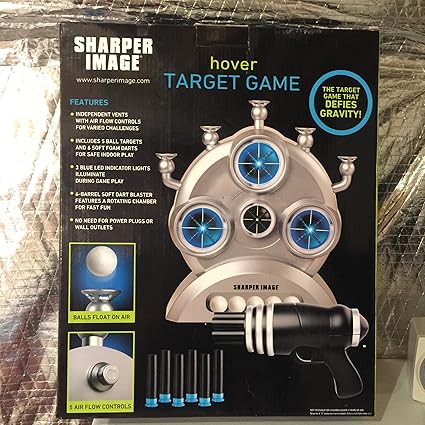 SHARPER
IMAGE®
www.sharperimage.com
hover
TARGET GAME
THE TARGET
GAME THAT
DEFIES
GRAVITY!
FEATURES
• INDEPENDENT VENTS
WITH AIR FLOW CONTROLS
FOR VARIED CHALLENGES
• INCLUDES 5 BALL TARGETS
AND 6 SOFT FOAM DARTS
FOR SAFE INDOOR PLAY
• 3 BLUE LED INDICATOR LIGHTS
ILLUMINATE
DURING GAME PLAY
• 6-BARREL SOFT DART BLASTER
FEATURES A ROTATING CHAMBER
FOR FAST FUN
• NO NEED FOR POWER PLUGS OR
WALL OUTLETS
BALLS FLOAT ON AIR
SHARPER IMAGE
5 AIR FLOW CONTROLS